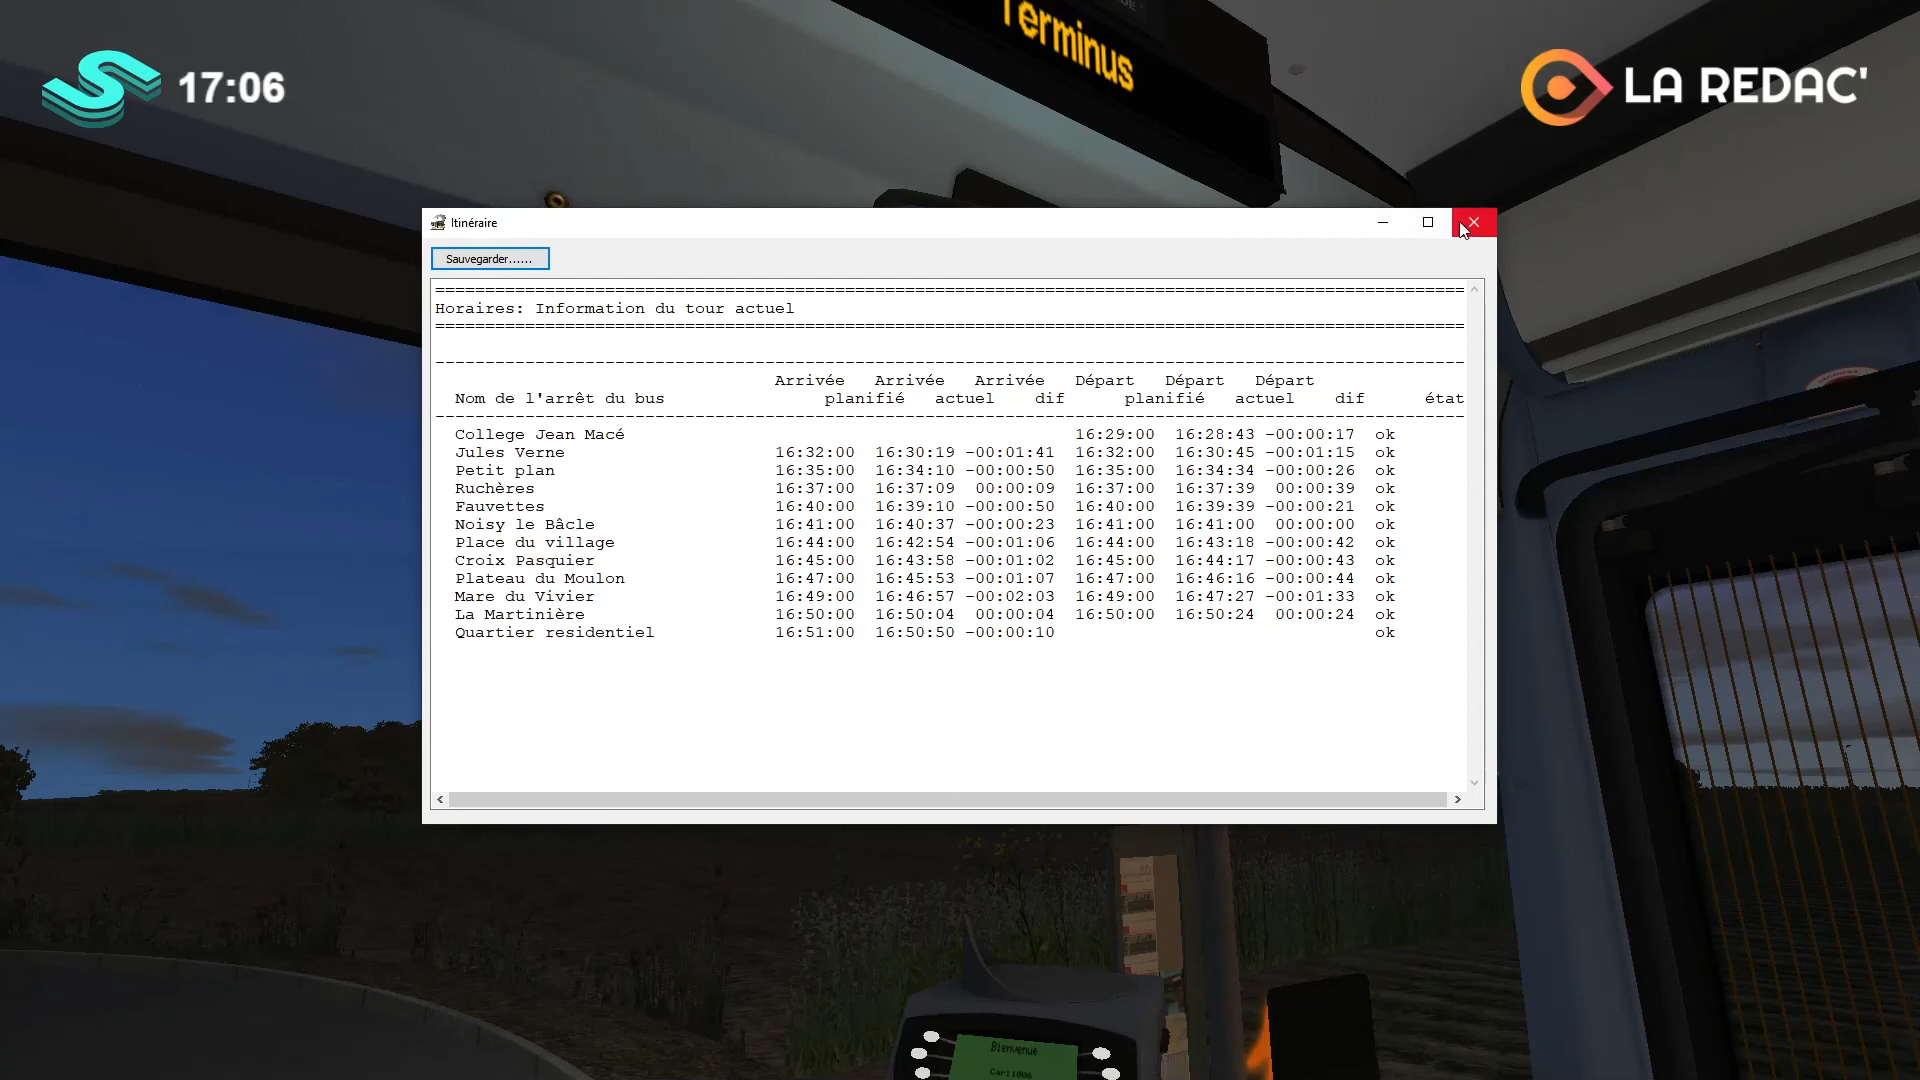 Terminus
17:06
LA REDAC'
Itinéraire
Sauvegarder......
================================================================================
Horaires: Information du tour actuel
================================================================================
--------------------------------------------------------------------------------
Arrivée Arrivée Arrivée Départ Départ Départ
Nom de l'arrêt du bus planifié actuel dif planifié actuel dif état
--------------------------------------------------------------------------------
College Jean Macé 16:29:00 16:28:43 -00:00:17 ok
Jules Verne 16:32:00 16:30:19 -00:01:41 16:32:00 16:30:45 -00:01:15 ok
Petit plan 16:35:00 16:34:10 -00:00:50 16:35:00 16:34:34 -00:00:26 ok
Ruchères 16:37:00 16:37:09 00:00:09 16:37:00 16:37:39 00:00:39 ok
Fauvettes 16:40:00 16:39:10 -00:00:50 16:40:00 16:39:39 -00:00:21 ok
Noisy le Bâcle 16:41:00 16:40:37 -00:00:23 16:41:00 16:41:00 00:00:00 ok
Place du village 16:44:00 16:42:54 -00:01:06 16:44:00 16:43:18 -00:00:42 ok
Croix Pasquier 16:45:00 16:43:58 -00:01:02 16:45:00 16:44:17 -00:00:43 ok
Plateau du Moulon 16:47:00 16:45:53 -00:01:07 16:47:00 16:46:16 -00:00:44 ok
Mare du Vivier 16:49:00 16:46:57 -00:02:03 16:49:00 16:47:27 -00:01:33 ok
La Martinière 16:50:00 16:50:04 00:00:04 16:50:00 16:50:24 00:00:24 ok
Quartier residentiel 16:51:00 16:50:50 -00:00:10 ok
Bienvenue